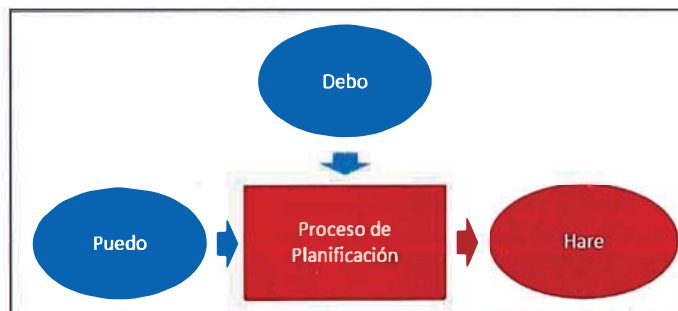 Debo
Puedo
Proceso de
Planificación
Hare